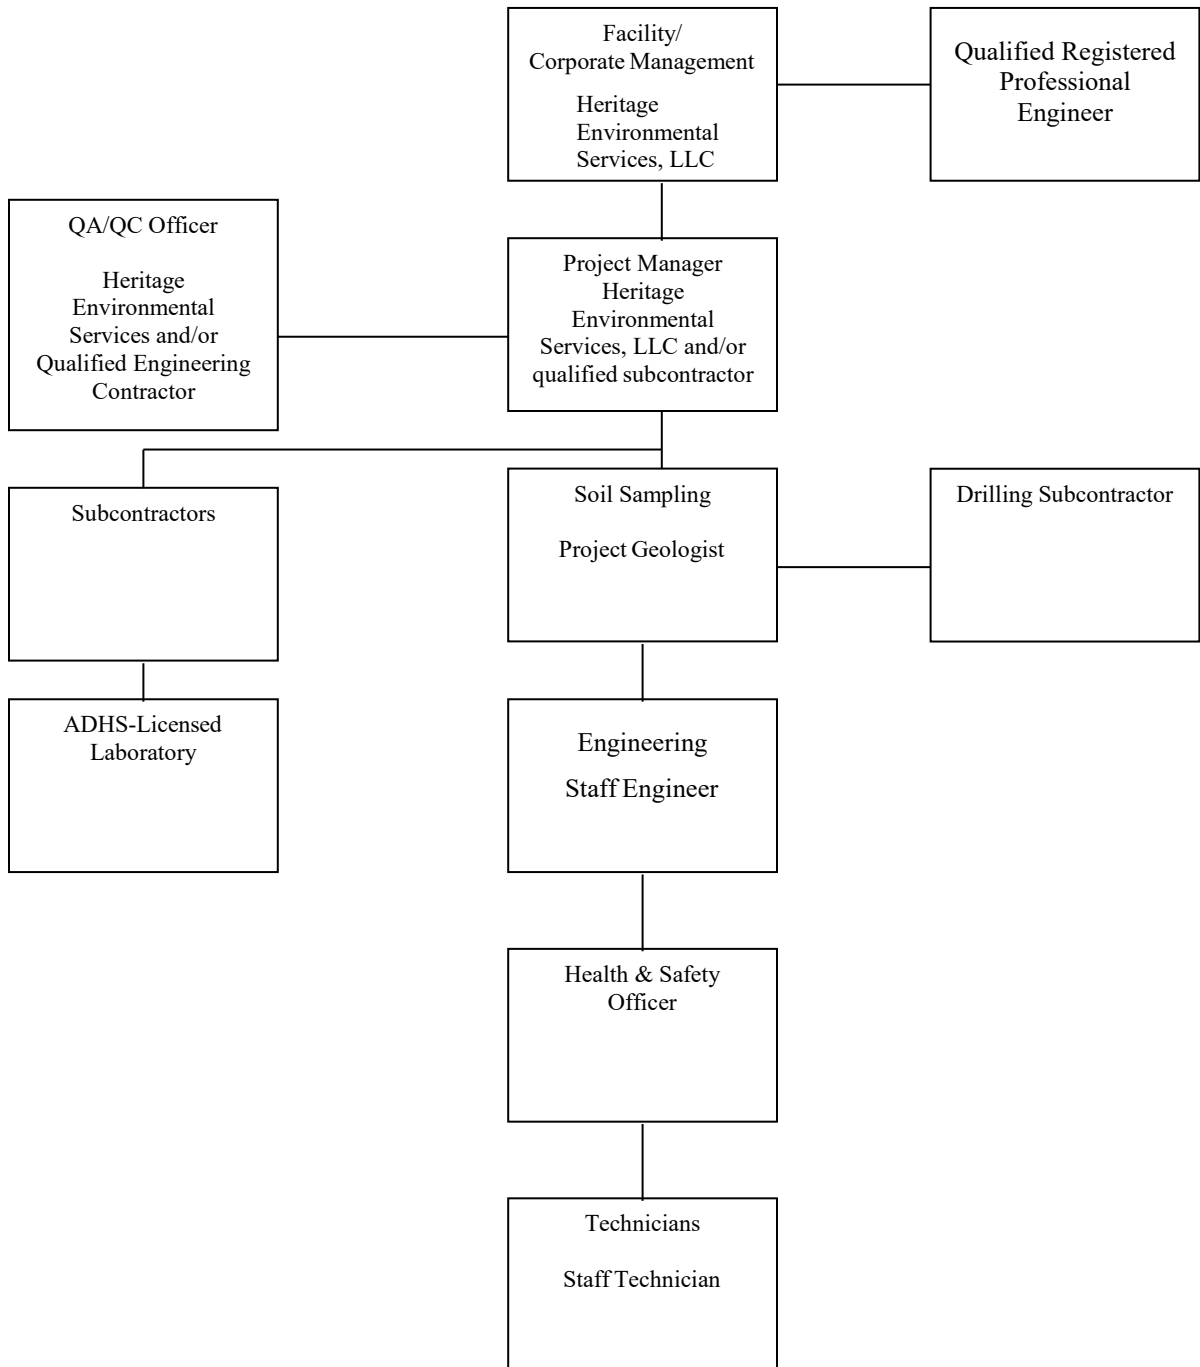 Facility/
Corporate Management
Heritage
Environmental
Services, LLC
Qualified Registered
Professional
Engineer
QA/QC Officer
Heritage
Environmental
Services and/or
Qualified Engineering
Contractor
Project Manager
Heritage
Environmental
Services, LLC and/or
qualified subcontractor
Subcontractors
Soil Sampling
Project Geologist
Drilling Subcontractor
ADHS-Licensed
Laboratory
Engineering
Staff Engineer
Health & Safety
Officer
Technicians
Staff Technician